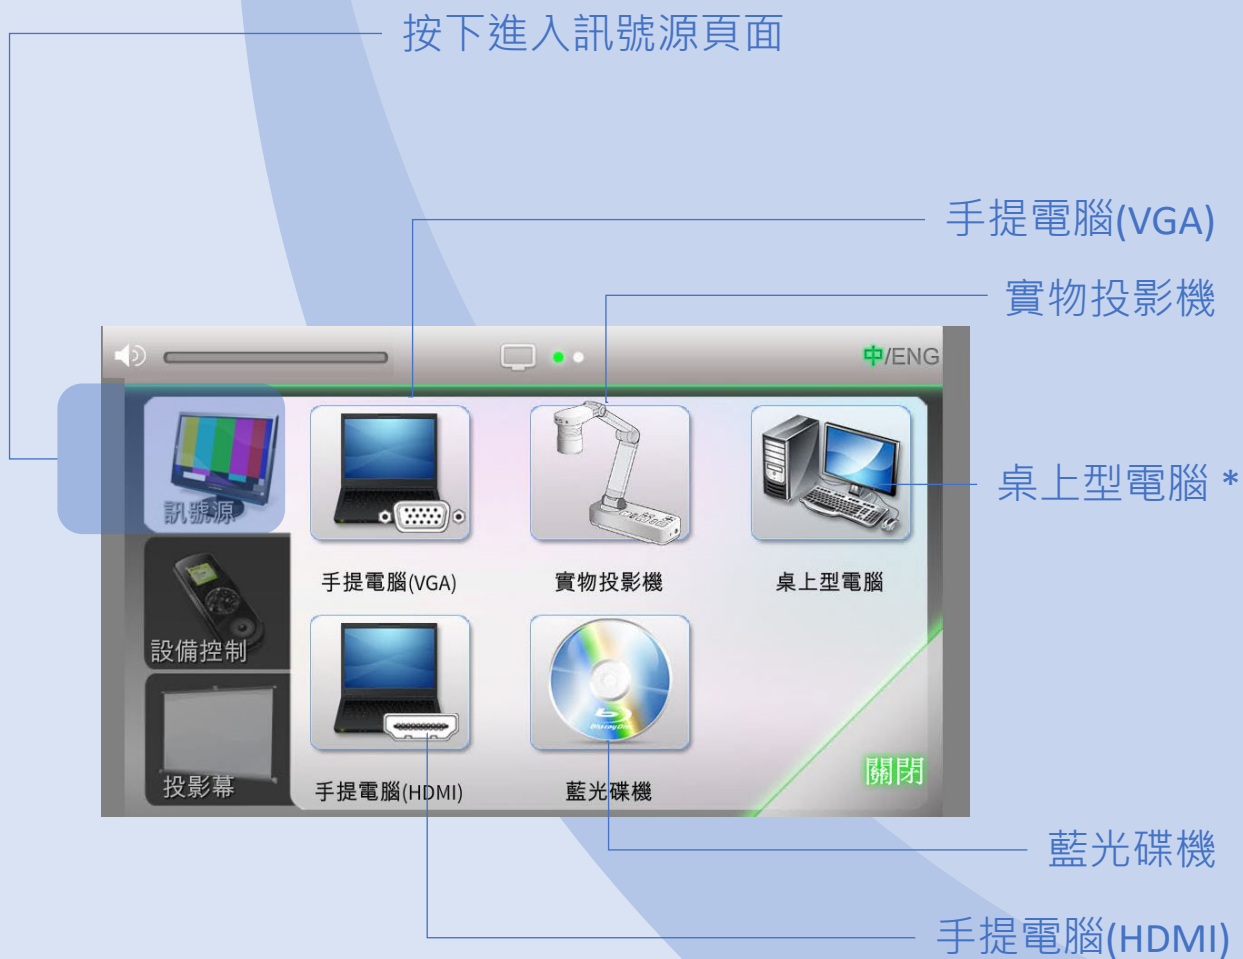 按下進入訊號源頁面
手提電腦(VGA)
實物投影機
中/ENG
訊號源
桌上型電腦 *
手提電腦(VGA)
實物投影機
桌上型電腦
設備控制
Blu-ray Disc
投影幕
手提電腦(HDMI)
藍光碟機
關閉
藍光碟機
手提電腦(HDMI)